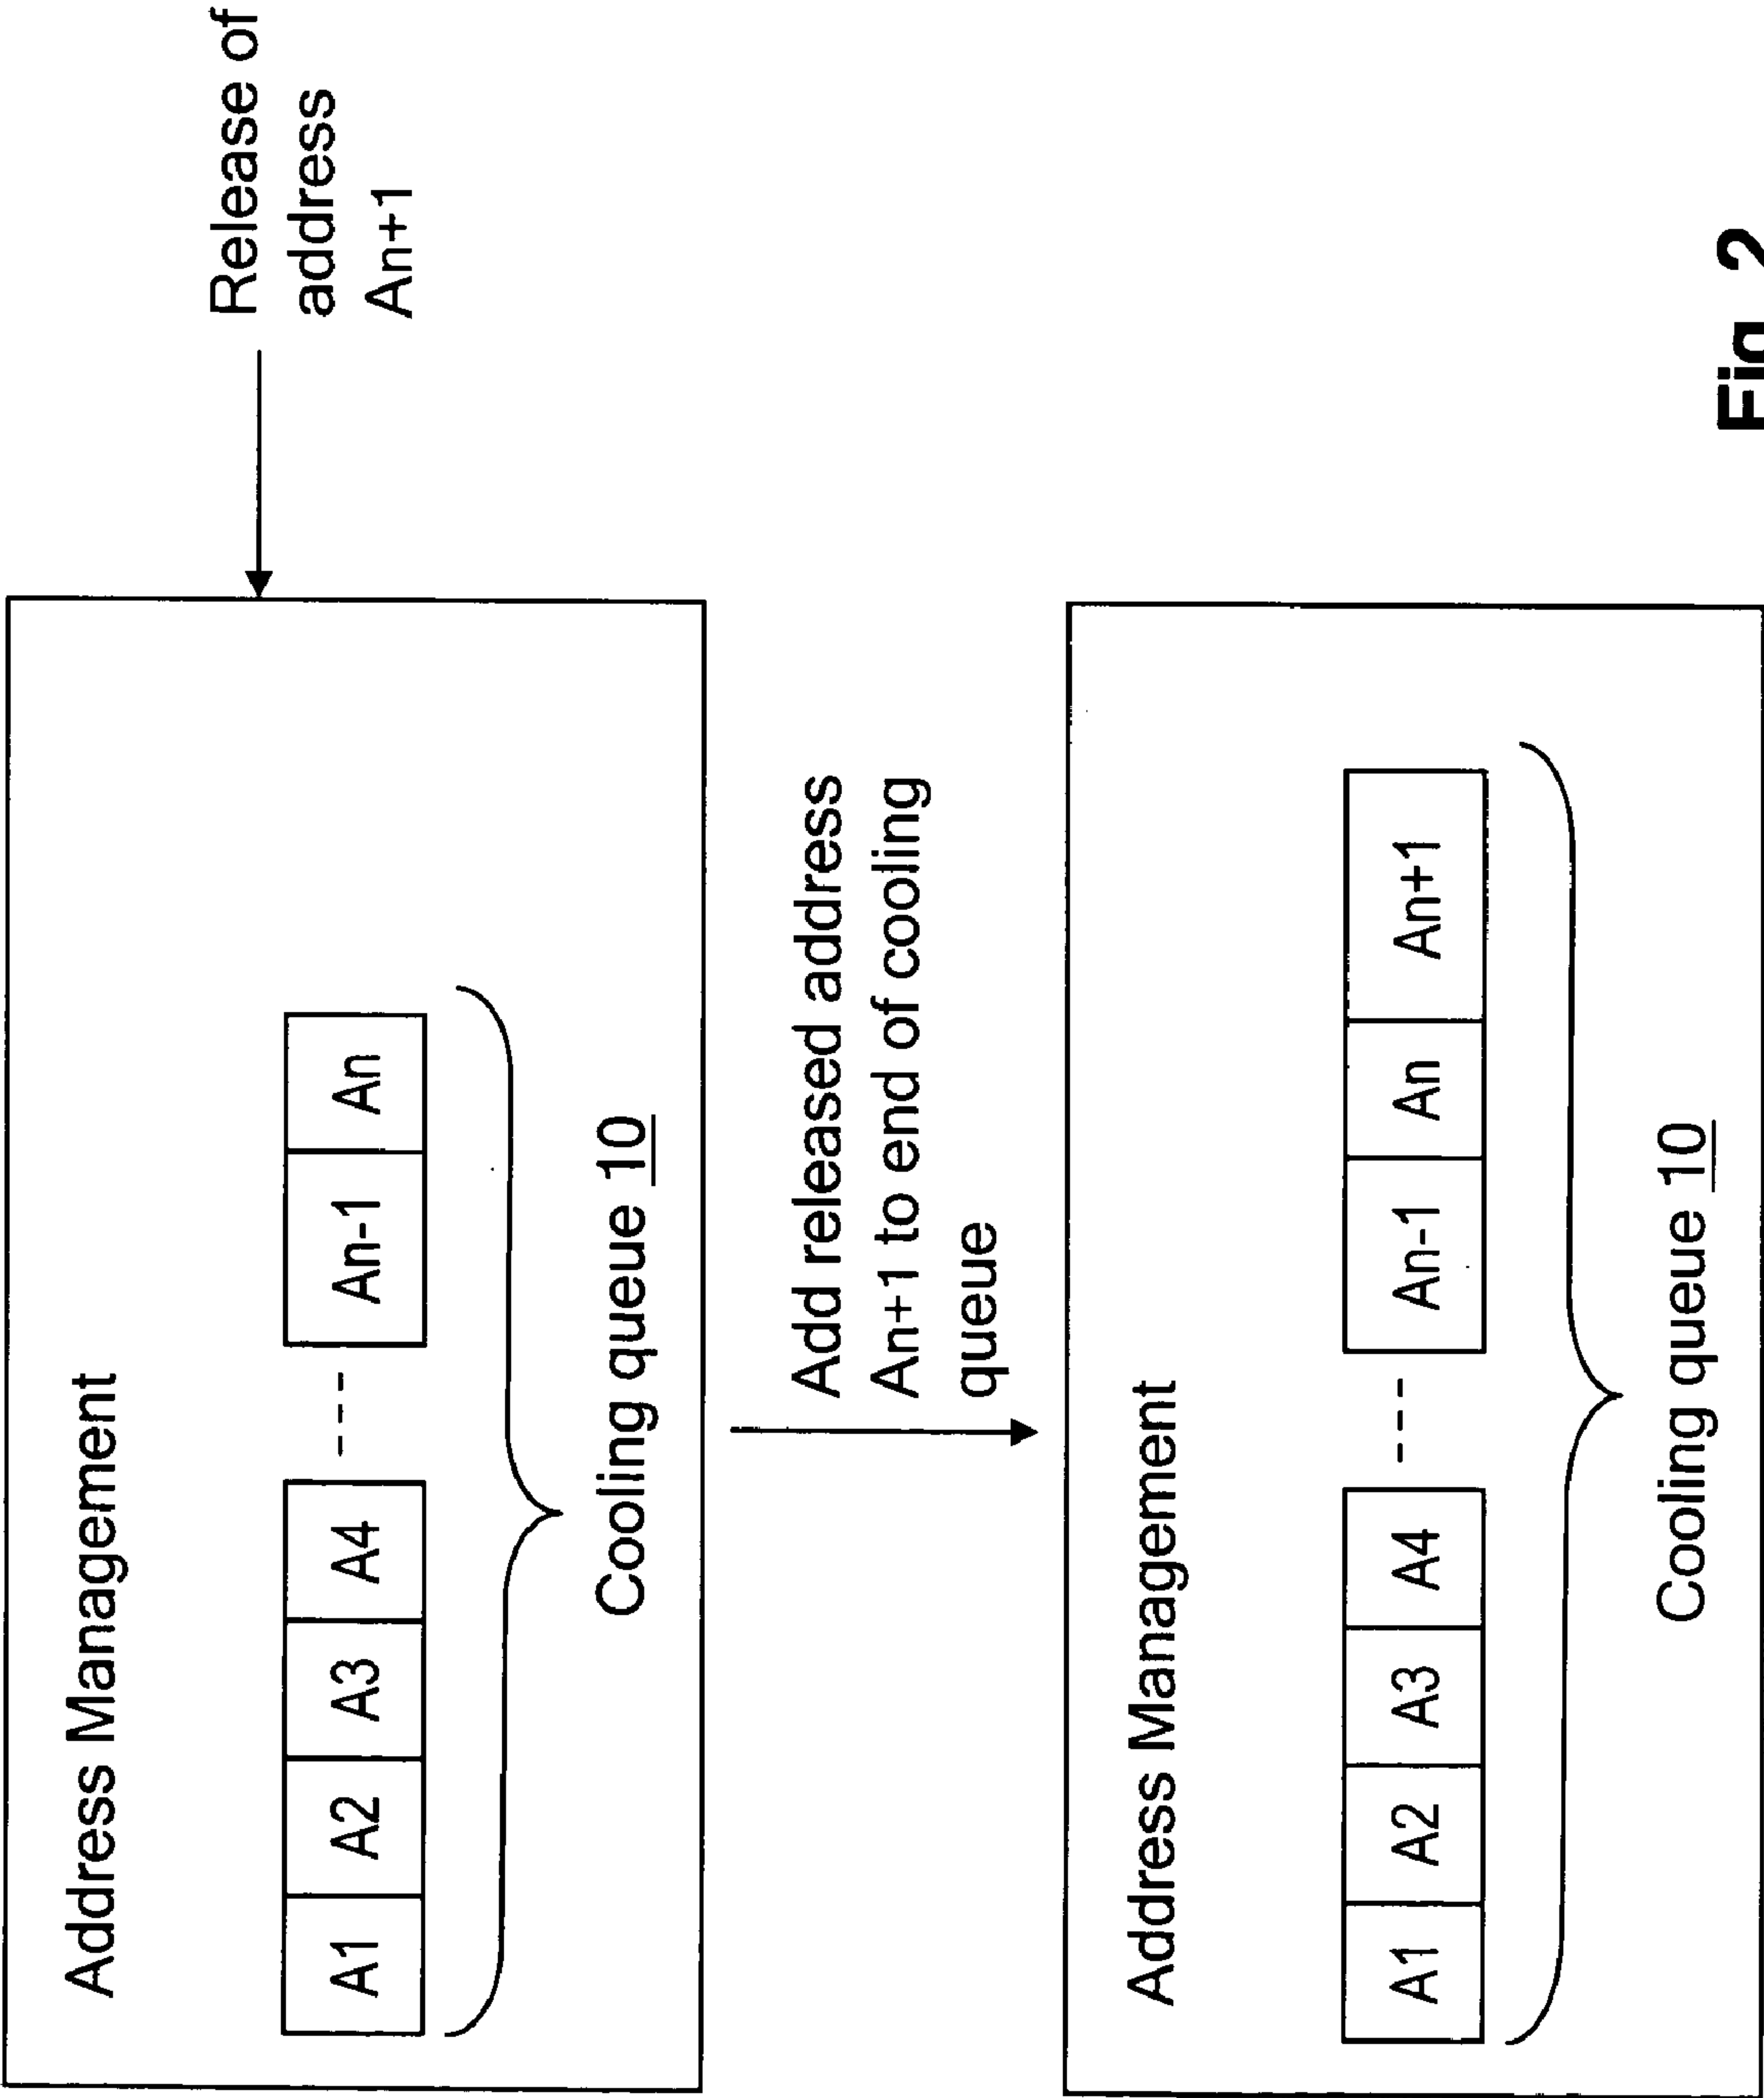 Address Management
A1 A2 A3 A4 --- An-1 An
Cooling queue 10
Release of
address
An+1
Add released address
An+1 to end of cooling
queue
Address Management
A1 A2 A3 A4 --- An-1 An An+1
Cooling queue 10
Fig 2